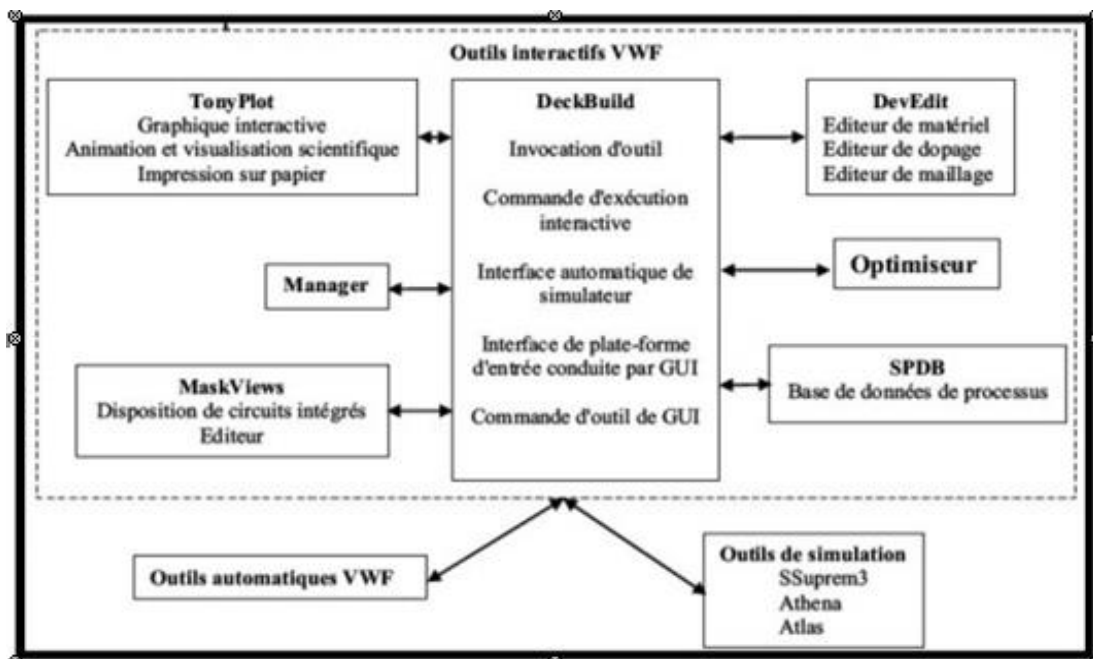 Outils interactifs VWF
TonyPlot
Graphique interactive
Animation et visualisation scientifique
Impression sur papier
Manager
MaskViews
Disposition de circuits intégrés
Editeur
DeckBuild
Invocation d'outil
Commande d'exécution
interactive
Interface automatique de
simulateur
Interface de plate-forme
d'entrée conduite par GUI
Commande d'outil de GUI
DevEdit
Editeur de matériel
Editeur de dopage
Editeur de maillage
Optimiseur
SPDB
Base de données de processus
Outils automatiques VWF
Outils de simulation
SSuprem3
Athena
Atlas